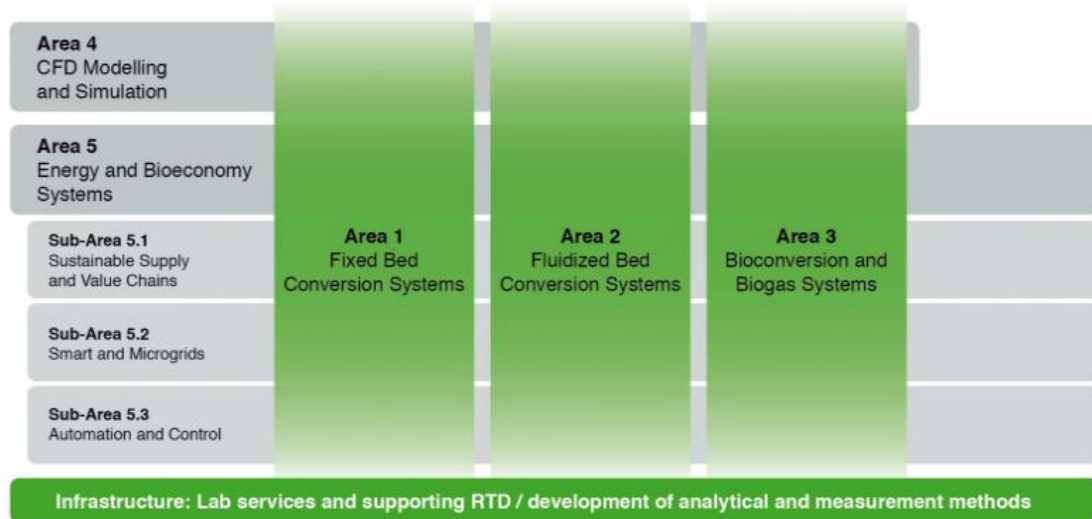 Area 4
CFD Modelling
and Simulation
Area 5
Energy and Bioeconomy
Systems
Sub-Area 5.1
Sustainable Supply
and Value Chains
Sub-Area 5.2
Smart and Microgrids
Sub-Area 5.3
Automation and Control
Area 1
Fixed Bed
Conversion Systems
Area 2
Fluidized Bed
Conversion Systems
Area 3
Bioconversion and
Biogas Systems
Infrastructure: Lab services and supporting RTD / development of analytical and measurement methods